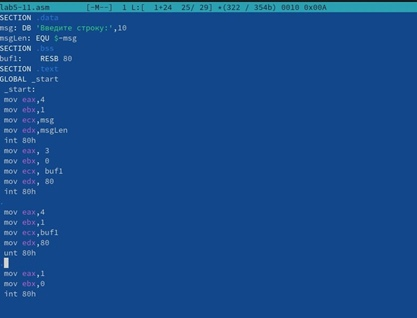 lab5-11.asm [-M--] 1 L:[ 1+24 25/ 29] *(322 / 354b) 0010 0x00A
SECTION .data
msg: DB 'Введите строку:',10
msgLen: EQU $-msg
SECTION .bss
buf1: RESB 80
SECTION .text
GLOBAL _start
_start:
mov eax,4
mov ebx,1
mov ecx,msg
mov edx,msgLen
int 80h
mov eax, 3
mov ebx, 0
mov ecx, buf1
mov edx, 80
int 80h
mov eax,4
mov ebx,1
mov ecx,buf1
mov edx,80
unt 80h
mov eax,1
mov ebx,0
int 80h